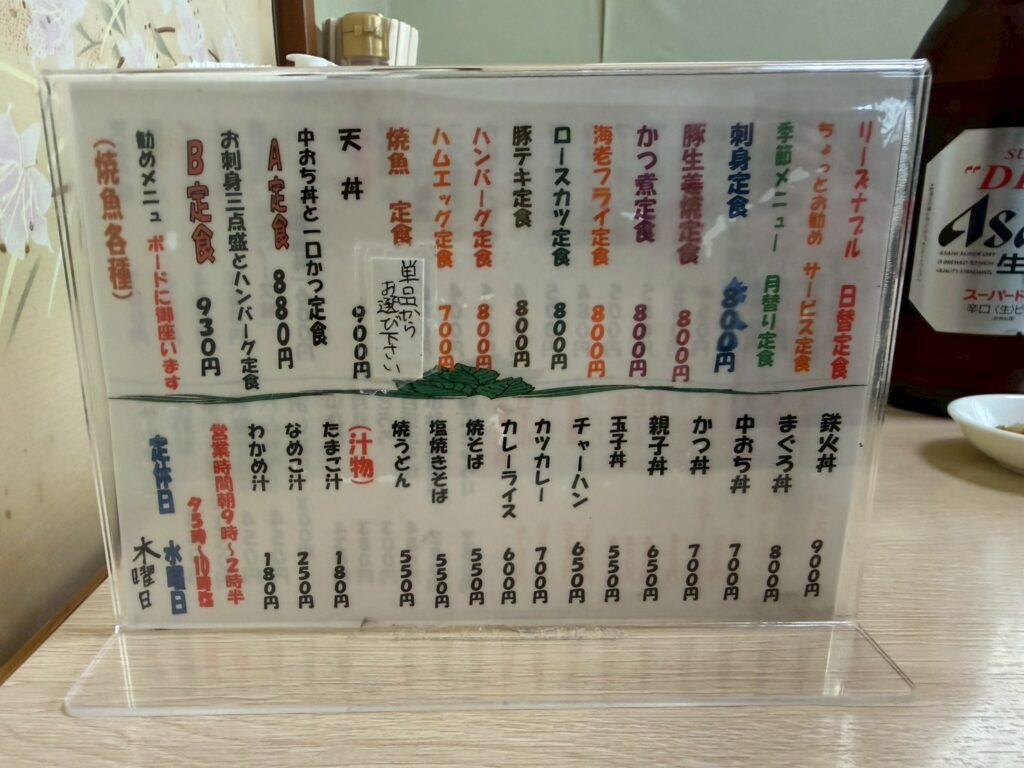 リーズナブル 日替定食
ちょっとお勧め サービス定食
季節メニュー 月替り定食
刺身定食 800円
豚生姜焼定食 800円
かつ煮定食 800円
海老フライ定食 800円
ロースカツ定食 800円
豚テキ定食 800円
ハンバーグ定食 800円
ハムエッグ定食 700円
焼魚 定食
単品から
お選び下さい
天丼 900円
中おち丼と一口かつ定食
A定食 880円
お刺身三点盛とハンバーグ定食
B定食 930円
勧めメニュ ボードに御座います
(焼魚各種)
鉄火丼 900円
まぐろ丼 800円
中おち丼 700円
かつ丼 700円
親子丼 650円
玉子丼 550円
チャーハン 650円
カツカレー 700円
カレーライス 600円
焼そば 550円
塩焼きそば 550円
焼うどん 550円
(汁物)
たまご汁 180円
なめこ汁 250円
わかめ汁 180円
営業時間朝9時〜2時半
夕5時〜10時迄
定休日 水曜日
木曜日
Asa
生
スーパード
辛口〈生〉ビ